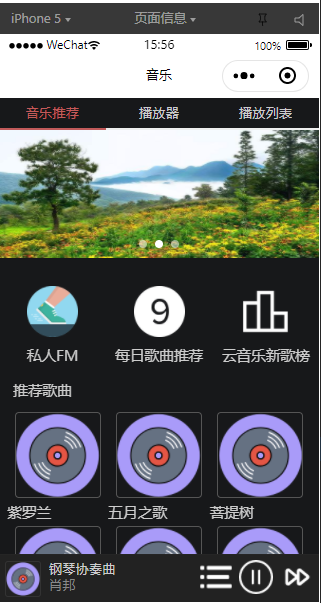 iPhone 5 页面信息
WeChat 15:56 100%
音乐
音乐推荐 播放器 播放列表
9
私人FM 每日歌曲推荐 云音乐新歌榜
推荐歌曲
紫罗兰 五月之歌 菩提树
钢琴协奏曲
肖邦